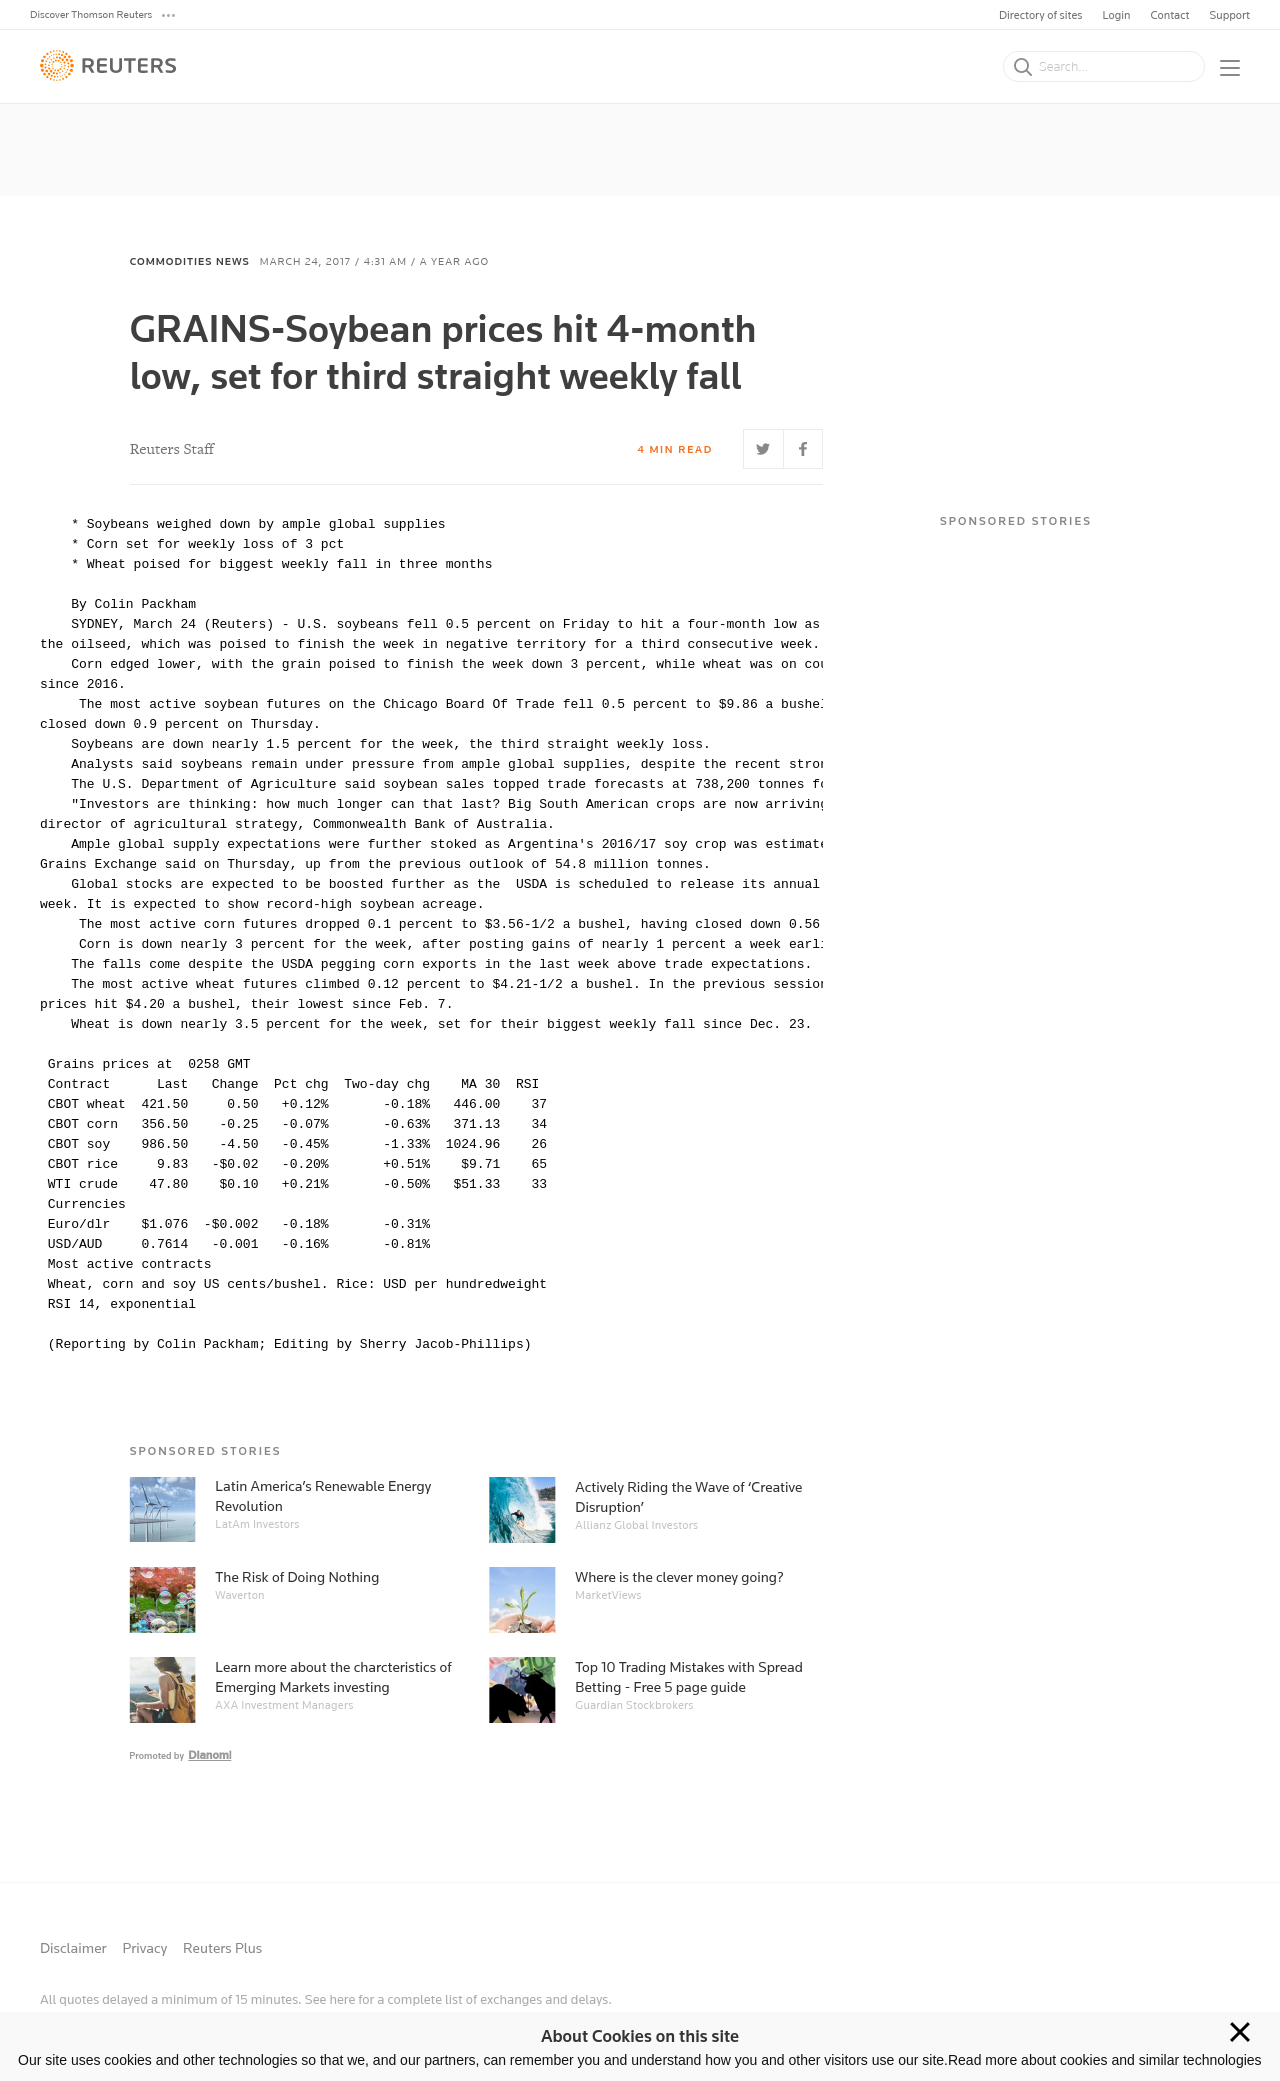 Discover Thomson Reuters
Directory of sites Login Contact Support
REUTERS
Search...
COMMODITIES NEWS MARCH 24, 2017 / 4:31 AM / A YEAR AGO
GRAINS-Soybean prices hit 4-month
low, set for third straight weekly fall
Reuters Staff
4 MIN READ
* Soybeans weighed down by ample global supplies
* Corn set for weekly loss of 3 pct
* Wheat poised for biggest weekly fall in three months
By Colin Packham
SYDNEY, March 24 (Reuters) - U.S. soybeans fell 0.5 percent on Friday to hit a four-month low as
the oilseed, which was poised to finish the week in negative territory for a third consecutive week.
Corn edged lower, with the grain poised to finish the week down 3 percent, while wheat was on cou
since 2016.
The most active soybean futures on the Chicago Board Of Trade fell 0.5 percent to $9.86 a bushel
closed down 0.9 percent on Thursday.
Soybeans are down nearly 1.5 percent for the week, the third straight weekly loss.
Analysts said soybeans remain under pressure from ample global supplies, despite the recent stron
The U.S. Department of Agriculture said soybean sales topped trade forecasts at 738,200 tonnes fo
"Investors are thinking: how much longer can that last? Big South American crops are now arriving
director of agricultural strategy, Commonwealth Bank of Australia.
Ample global supply expectations were further stoked as Argentina's 2016/17 soy crop was estimate
Grains Exchange said on Thursday, up from the previous outlook of 54.8 million tonnes.
Global stocks are expected to be boosted further as the  USDA is scheduled to release its annual
week. It is expected to show record-high soybean acreage.
The most active corn futures dropped 0.1 percent to $3.56-1/2 a bushel, having closed down 0.56
Corn is down nearly 3 percent for the week, after posting gains of nearly 1 percent a week earli
The falls come despite the USDA pegging corn exports in the last week above trade expectations.
The most active wheat futures climbed 0.12 percent to $4.21-1/2 a bushel. In the previous session
prices hit $4.20 a bushel, their lowest since Feb. 7.
Wheat is down nearly 3.5 percent for the week, set for their biggest weekly fall since Dec. 23.
Grains prices at  0258 GMT
Contract      Last   Change  Pct chg  Two-day chg    MA 30  RSI
CBOT wheat  421.50     0.50   +0.12%       -0.18%   446.00    37
CBOT corn   356.50    -0.25   -0.07%       -0.63%   371.13    34
CBOT soy    986.50    -4.50   -0.45%       -1.33%  1024.96    26
CBOT rice     9.83   -$0.02   -0.20%       +0.51%    $9.71    65
WTI crude    47.80    $0.10   +0.21%       -0.50%   $51.33    33
Currencies
Euro/dlr    $1.076  -$0.002   -0.18%       -0.31%
USD/AUD     0.7614   -0.001   -0.16%       -0.81%
Most active contracts
Wheat, corn and soy US cents/bushel. Rice: USD per hundredweight
RSI 14, exponential
(Reporting by Colin Packham; Editing by Sherry Jacob-Phillips)
SPONSORED STORIES
SPONSORED STORIES
Latin America's Renewable Energy
Revolution
LatAm Investors
Actively Riding the Wave of ‘Creative
Disruption’
Allianz Global Investors
The Risk of Doing Nothing
Waverton
Where is the clever money going?
MarketViews
Learn more about the charcteristics of
Emerging Markets investing
AXA Investment Managers
Top 10 Trading Mistakes with Spread
Betting - Free 5 page guide
Guardian Stockbrokers
Promoted by Dianomi
Disclaimer Privacy Reuters Plus
All quotes delayed a minimum of 15 minutes. See here for a complete list of exchanges and delays.
About Cookies on this site
Our site uses cookies and other technologies so that we, and our partners, can remember you and understand how you and other visitors use our site.Read more about cookies and similar technologies